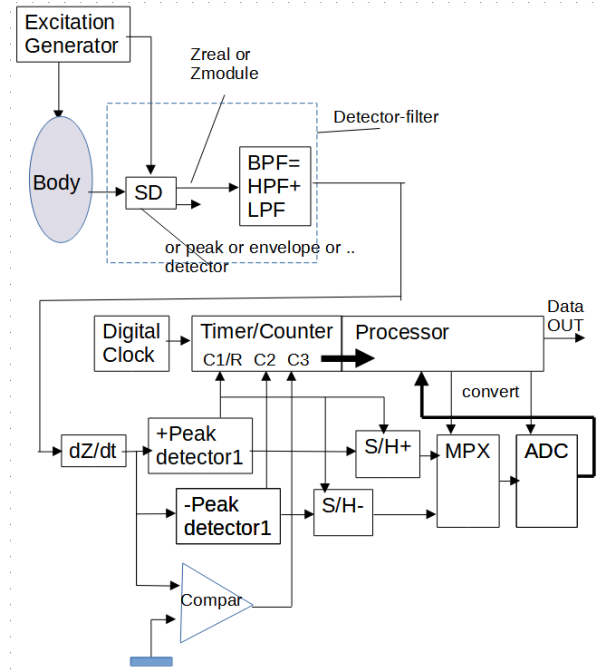 Excitation
Generator
Zreal or
Zmodule
Detector-filter
Body
SD
BPF=
HPF+
LPF
or peak or envelope or ..
detector
Data
OUT
Digital
Clock
Timer/Counter
C1/R C2 C3
Processor
convert
dZ/dt
+Peak
detector1
S/H+
MPX
ADC
-Peak
detector1
S/H-
Compar